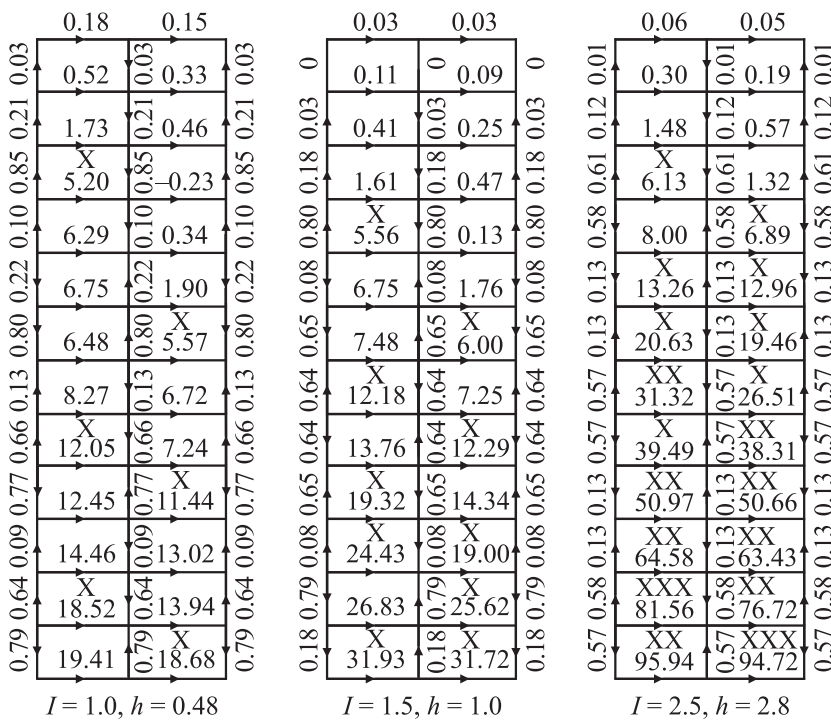 0.18 0.15
0.03 0.52 0.03 0.33 0.03
0.21 1.73 0.21 0.46 0.21
X
0.85 5.20 0.85 –0.23 0.85
0.10 6.29 0.10 0.34 0.10
0.22 6.75 0.22 1.90 0.22
X
0.80 6.48 0.80 5.57 0.80
0.13 8.27 0.13 6.72 0.13
X
0.66 12.05 0.66 7.24 0.66
X
0.77 12.45 0.77 11.44 0.77
0.09 14.46 0.09 13.02 0.09
X
0.64 18.52 0.64 13.94 0.64
X
0.79 19.41 0.79 18.68 0.79
I = 1.0, h = 0.48
0.03 0.03
0 0.11 0 0.09 0
0.03 0.41 0.03 0.25 0.03
0.18 1.61 0.18 0.47 0.18
X
0.80 5.56 0.80 0.13 0.80
0.08 6.75 0.08 1.76 0.08
X
0.65 7.48 0.65 6.00 0.65
X
0.64 12.18 0.64 7.25 0.64
X
0.64 13.76 0.64 12.29 0.64
X
0.65 19.32 0.65 14.34 0.65
X X
0.08 24.43 0.08 19.00 0.08
X
0.79 26.83 0.79 25.62 0.79
X X
0.18 31.93 0.18 31.72 0.18
I = 1.5, h = 1.0
0.06 0.05
0.01 0.30 0.01 0.19 0.01
0.12 1.48 0.12 0.57 0.12
X
0.61 6.13 0.61 1.32 0.61
X
0.58 8.00 0.58 6.89 0.58
X X
0.13 13.26 0.13 12.96 0.13
X X
0.13 20.63 0.13 19.46 0.13
XX X
0.57 31.32 0.57 26.51 0.57
X XX
0.57 39.49 0.57 38.31 0.57
XX XX
0.13 50.97 0.13 50.66 0.13
XX XX
0.13 64.58 0.13 63.43 0.13
XXX XX
0.58 81.56 0.58 76.72 0.58
XX XXX
0.57 95.94 0.57 94.72 0.57
I = 2.5, h = 2.8